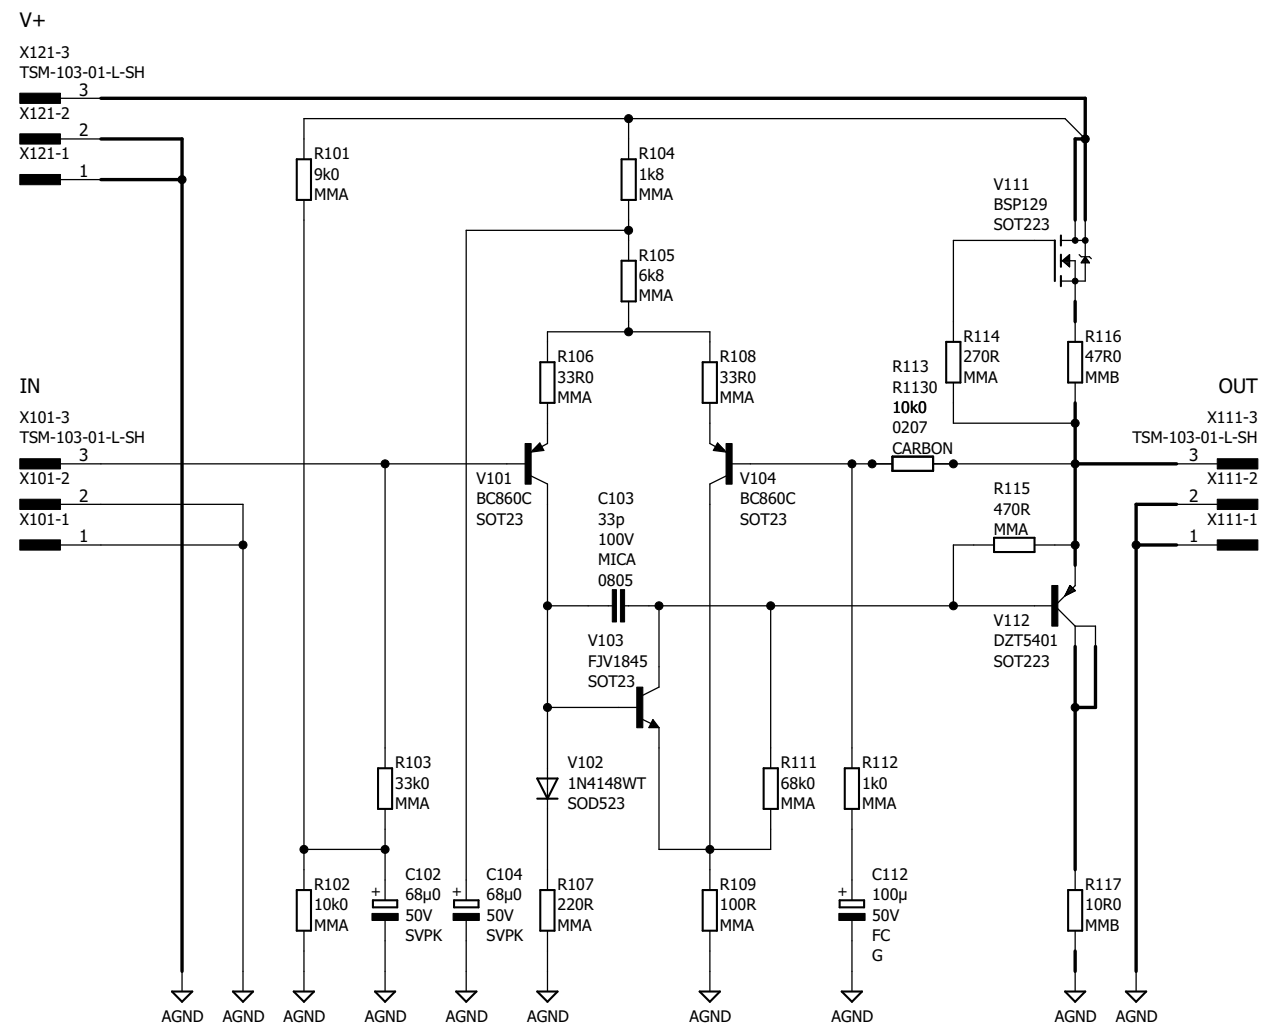 V+
X121-3
TSM-103-01-L-SH
3
X121-2
2
X121-1
1
R101
9k0
MMA
R104
1k8
MMA
V111
BSP129
SOT223
R105
6k8
MMA
R106
33R0
MMA
R108
33R0
MMA
R114
270R
MMA
R116
47R0
MMB
R113
R1130
10k0
0207
CARBON
IN
X101-3
TSM-103-01-L-SH
3
X101-2
2
X101-1
1
OUT
X111-3
TSM-103-01-L-SH
3
X111-2
2
X111-1
1
V101
BC860C
SOT23
C103
33p
100V
MICA
0805
V104
BC860C
SOT23
R115
470R
MMA
V103
FJV1845
SOT23
V112
DZT5401
SOT223
R103
33k0
MMA
V102
1N4148WT
SOD523
R111
68k0
MMA
R112
1k0
MMA
R102
10k0
MMA
+
C102
68µ0
50V
SVPK
+
C104
68µ0
50V
SVPK
R107
220R
MMA
R109
100R
MMA
+
C112
100µ
50V
FC
G
R117
10R0
MMB
AGND AGND AGND AGND AGND AGND AGND AGND AGND AGND